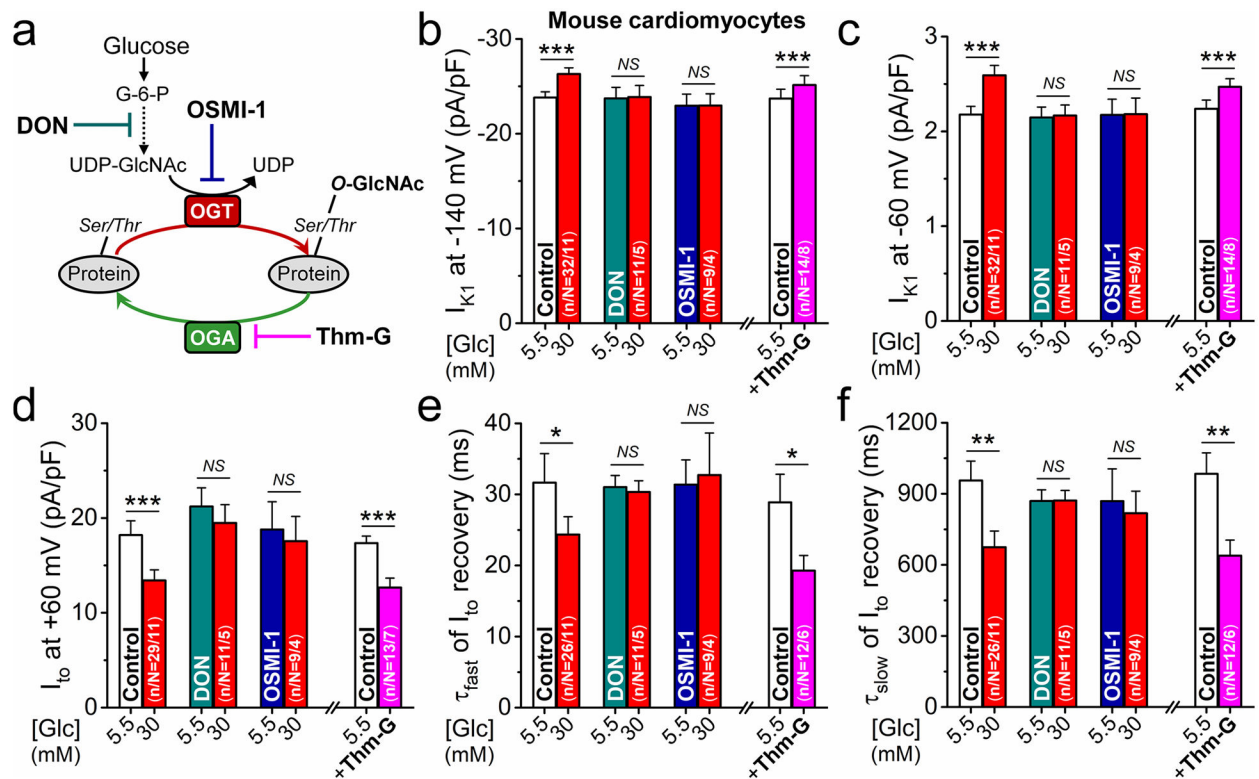 a
Glucose
G-6-P
DON
OSMI-1
UDP-GlcNAc
UDP
O-GlcNAc
OGT
Ser/Thr
Ser/Thr
Protein
Protein
OGA
Thm-G
Mouse cardiomyocytes
b
I_K1 at -140 mV (pA/pF)
-30
-20
-10
0
***
NS
NS
***
Control
(n/N=32/11)
DON
(n/N=11/5)
OSMI-1
(n/N=9/4)
Control
(n/N=14/8)
[Glc]
(mM)
5.5 30 5.5 30 5.5 30 5.5
+Thm-G
c
I_K1 at -60 mV (pA/pF)
3
2
1
0
***
NS
NS
***
Control
(n/N=32/11)
DON
(n/N=11/5)
OSMI-1
(n/N=9/4)
Control
(n/N=14/8)
[Glc]
(mM)
5.5 30 5.5 30 5.5 30 5.5
+Thm-G
d
I_to at +60 mV (pA/pF)
30
20
10
0
***
NS
NS
***
Control
(n/N=29/11)
DON
(n/N=11/5)
OSMI-1
(n/N=9/4)
Control
(n/N=13/7)
[Glc]
(mM)
5.5 30 5.5 30 5.5 30 5.5
+Thm-G
e
τ_fast of I_to recovery (ms)
40
30
20
10
0
*
NS
NS
*
Control
(n/N=26/11)
DON
(n/N=11/5)
OSMI-1
(n/N=9/4)
Control
(n/N=12/6)
[Glc]
(mM)
5.5 30 5.5 30 5.5 30 5.5
+Thm-G
f
τ_slow of I_to recovery (ms)
1200
900
600
300
0
**
NS
NS
**
Control
(n/N=26/11)
DON
(n/N=11/5)
OSMI-1
(n/N=9/4)
Control
(n/N=12/6)
[Glc]
(mM)
5.5 30 5.5 30 5.5 30 5.5
+Thm-G